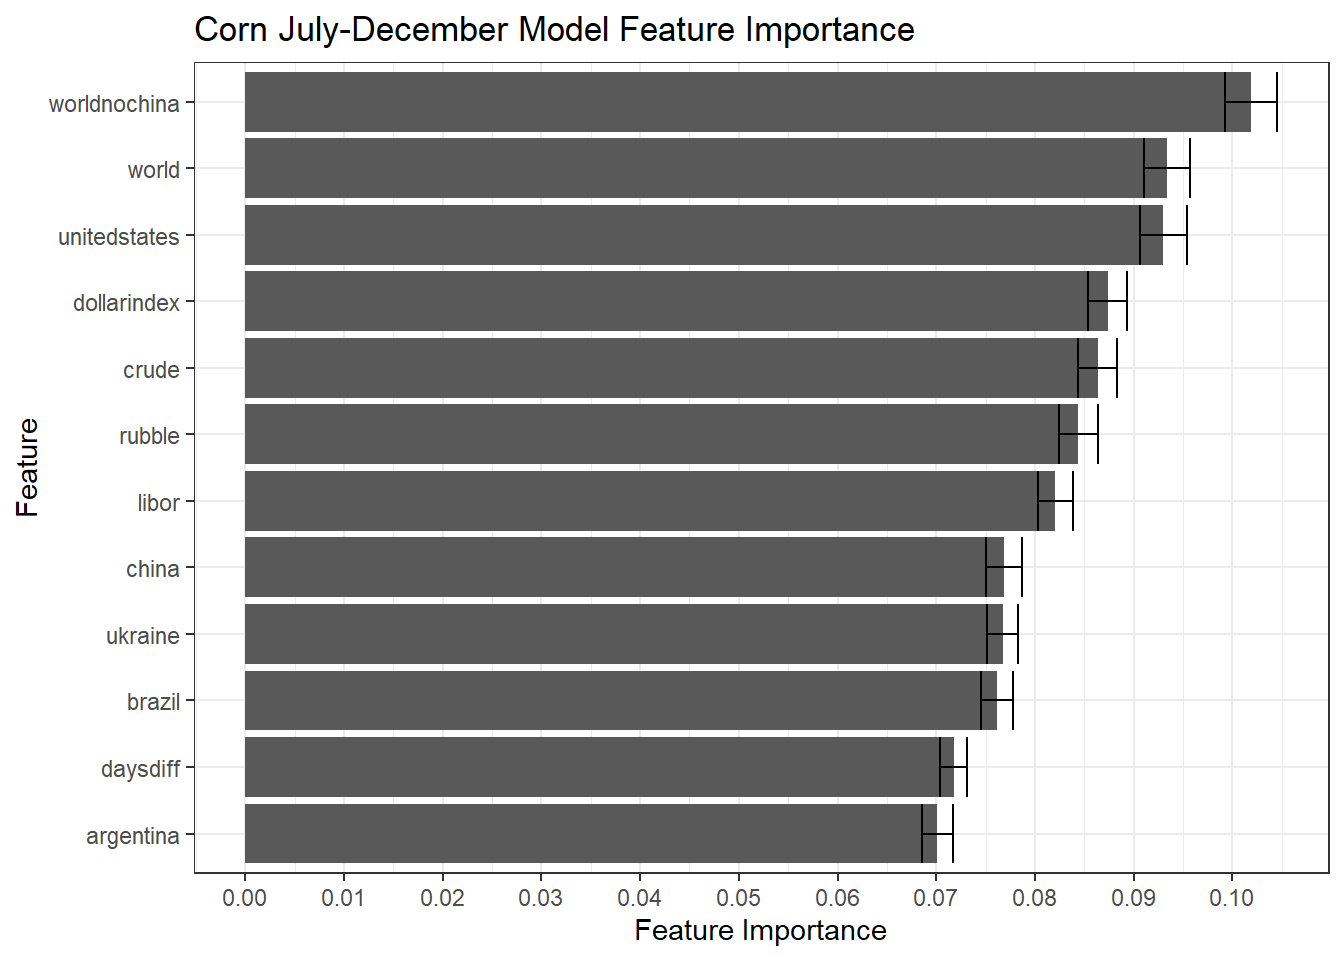 Corn July-December Model Feature Importance
worldnochina
world
unitedstates
dollarindex
crude
rubble
libor
china
ukraine
brazil
daysdiff
argentina
Feature
0.00 0.01 0.02 0.03 0.04 0.05 0.06 0.07 0.08 0.09 0.10
Feature Importance